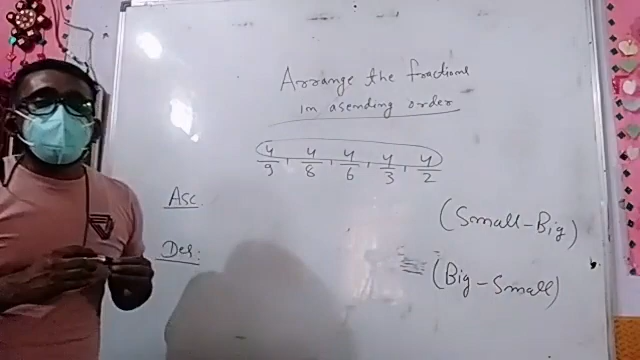 Arrange the fractions
in asending order
4/9, 4/8, 4/6, 4/3, 4/2
Asc.
(Small-Big)
Des:
(Big-Small)